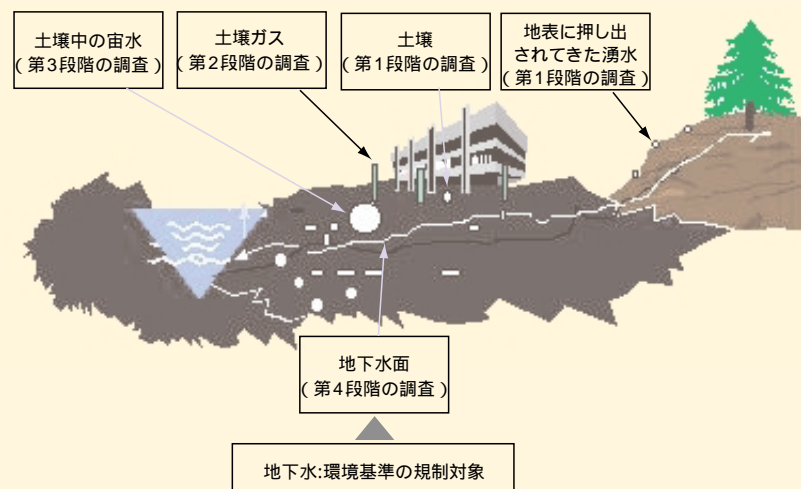 土壌中の宙水
（第3段階の調査）
土壌ガス
（第2段階の調査）
土壌
（第1段階の調査）
地表に押し出
されてきた湧水
（第1段階の調査）
地下水面
（第4段階の調査）
地下水:環境基準の規制対象